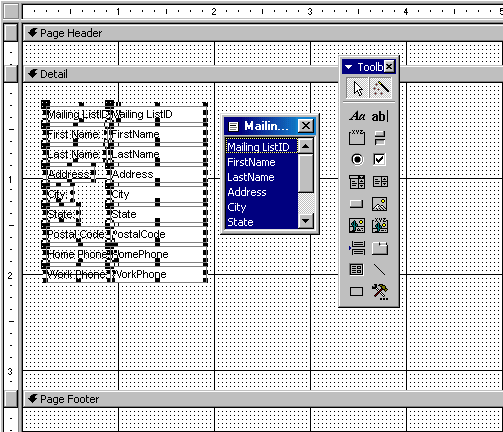 1 2 3 4 5
Page Header
Detail
Toolb
Mailing ListID Mailing ListID
First Name: FirstName
Last Name: LastName
Address: Address
City: City
State: State
Postal Code: PostalCode
Home Phone: HomePhone
Work Phone: WorkPhone
Mailin...
Mailing ListID
FirstName
LastName
Address
City
State
Aa ab|
XYZ
1
2
3
Page Footer